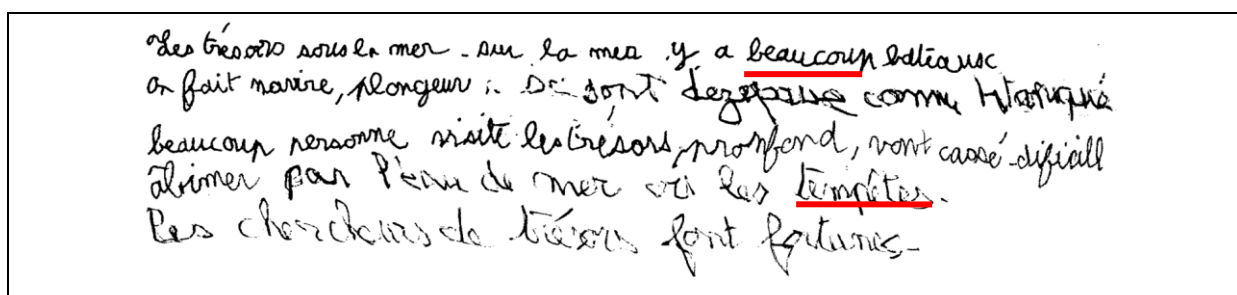 Les trésors sous la mer - sur la mer y a beaucoup bateaux
on fait navire, plongeur : sont comme
beaucoup personne visite les trésors, profond, vont cassé - dificill
abimer par l'eau de mer les tempêtes.
Les chercheurs de trésors font fortunes -